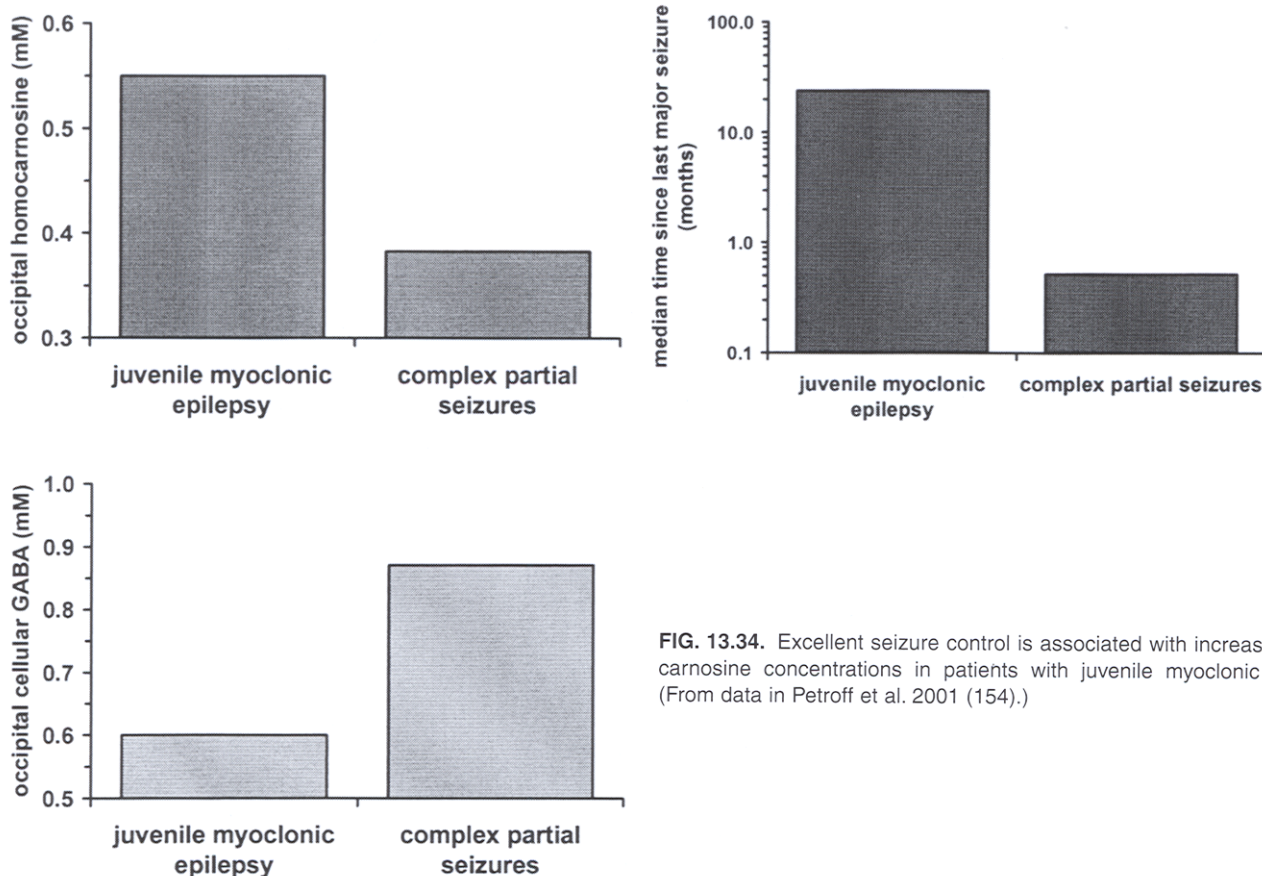 occipital homocarnosine (mM)
0.6
0.5
0.4
0.3
juvenile myoclonic
epilepsy
complex partial
seizures
median time since last major seizure
(months)
100.0
10.0
1.0
0.1
juvenile myoclonic
epilepsy
complex partial seizures
occipital cellular GABA (mM)
1.0
0.9
0.8
0.7
0.6
0.5
juvenile myoclonic
epilepsy
complex partial
seizures
FIG. 13.34. Excellent seizure control is associated with increas
carnosine concentrations in patients with juvenile myoclonic
(From data in Petroff et al. 2001 (154).)